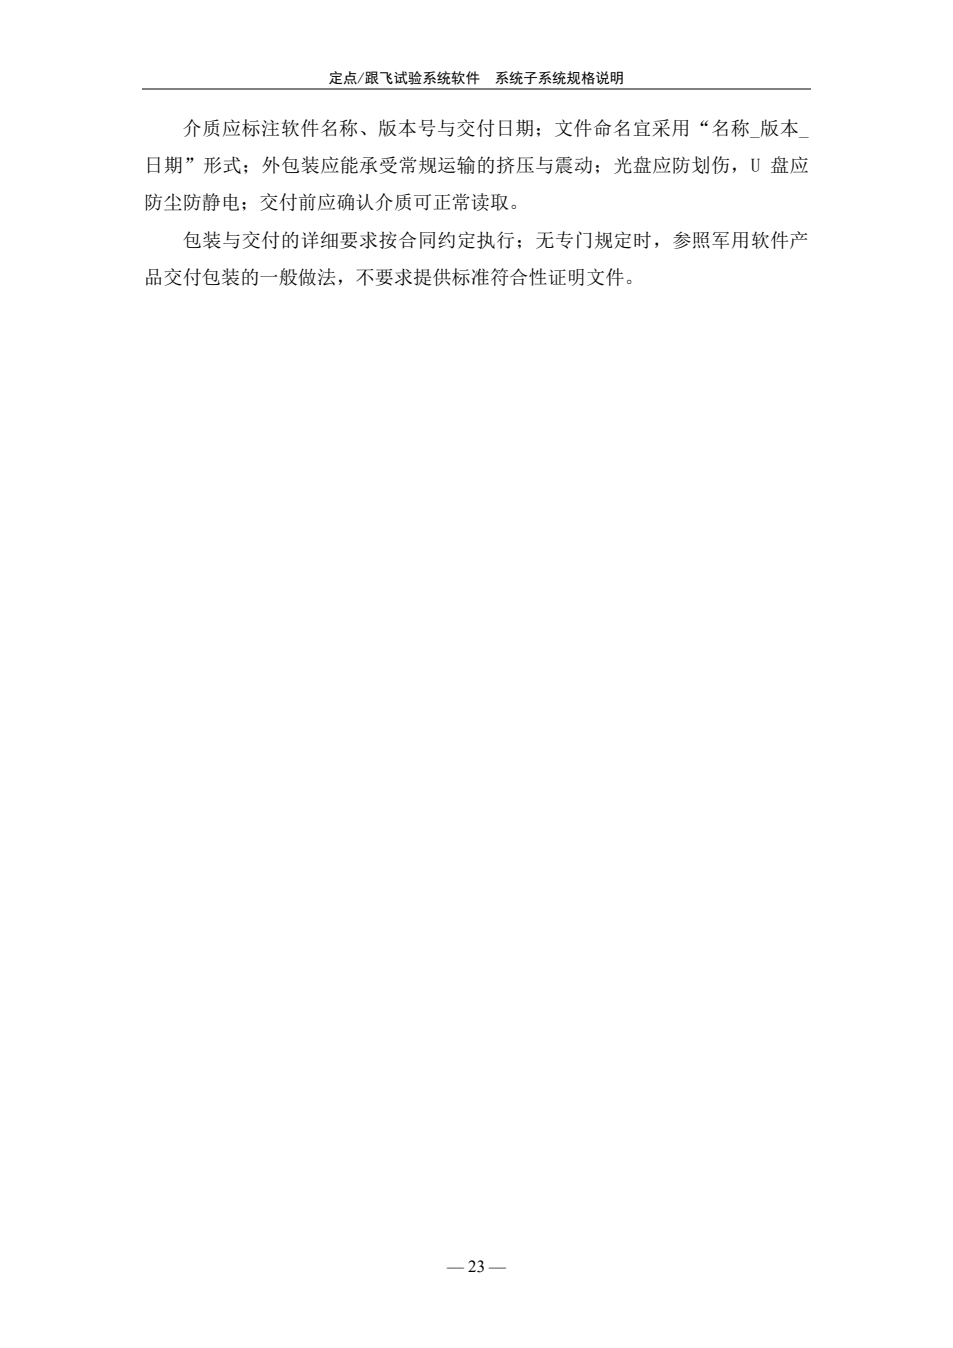 定点/跟飞试验系统软件　系统子系统规格说明
介质应标注软件名称、版本号与交付日期；文件命名宜采用“名称_版本_
日期”形式；外包装应能承受常规运输的挤压与震动；光盘应防划伤，U 盘应
防尘防静电；交付前应确认介质可正常读取。
包装与交付的详细要求按合同约定执行；无专门规定时，参照军用软件产
品交付包装的一般做法，不要求提供标准符合性证明文件。
— 23 —